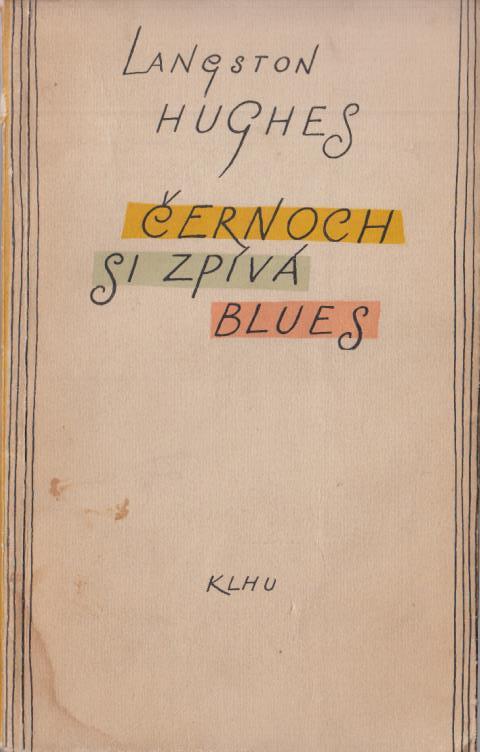 LANGSTON
HUGHES
ČERNOCH
SI ZPÍVÁ
BLUES
KLHU